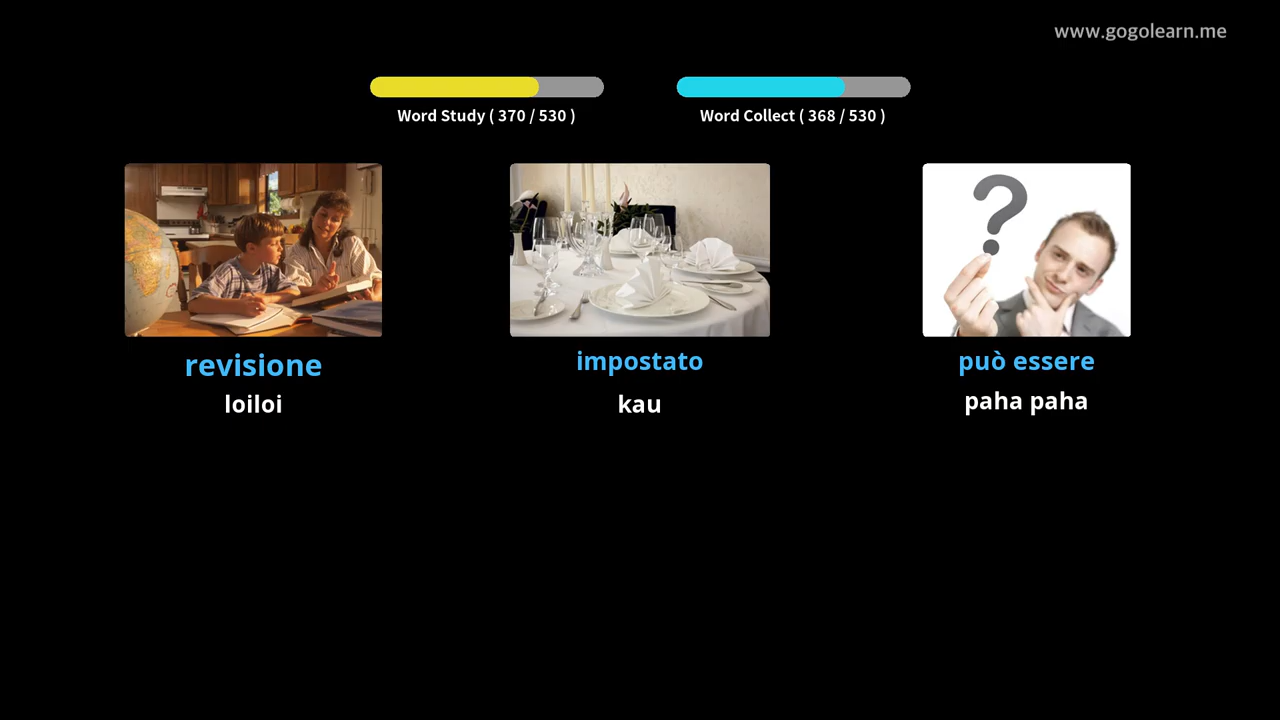 www.gogolearn.me
Word Study ( 370 / 530 )
Word Collect ( 368 / 530 )
revisione
loiloi
impostato
kau
può essere
paha paha